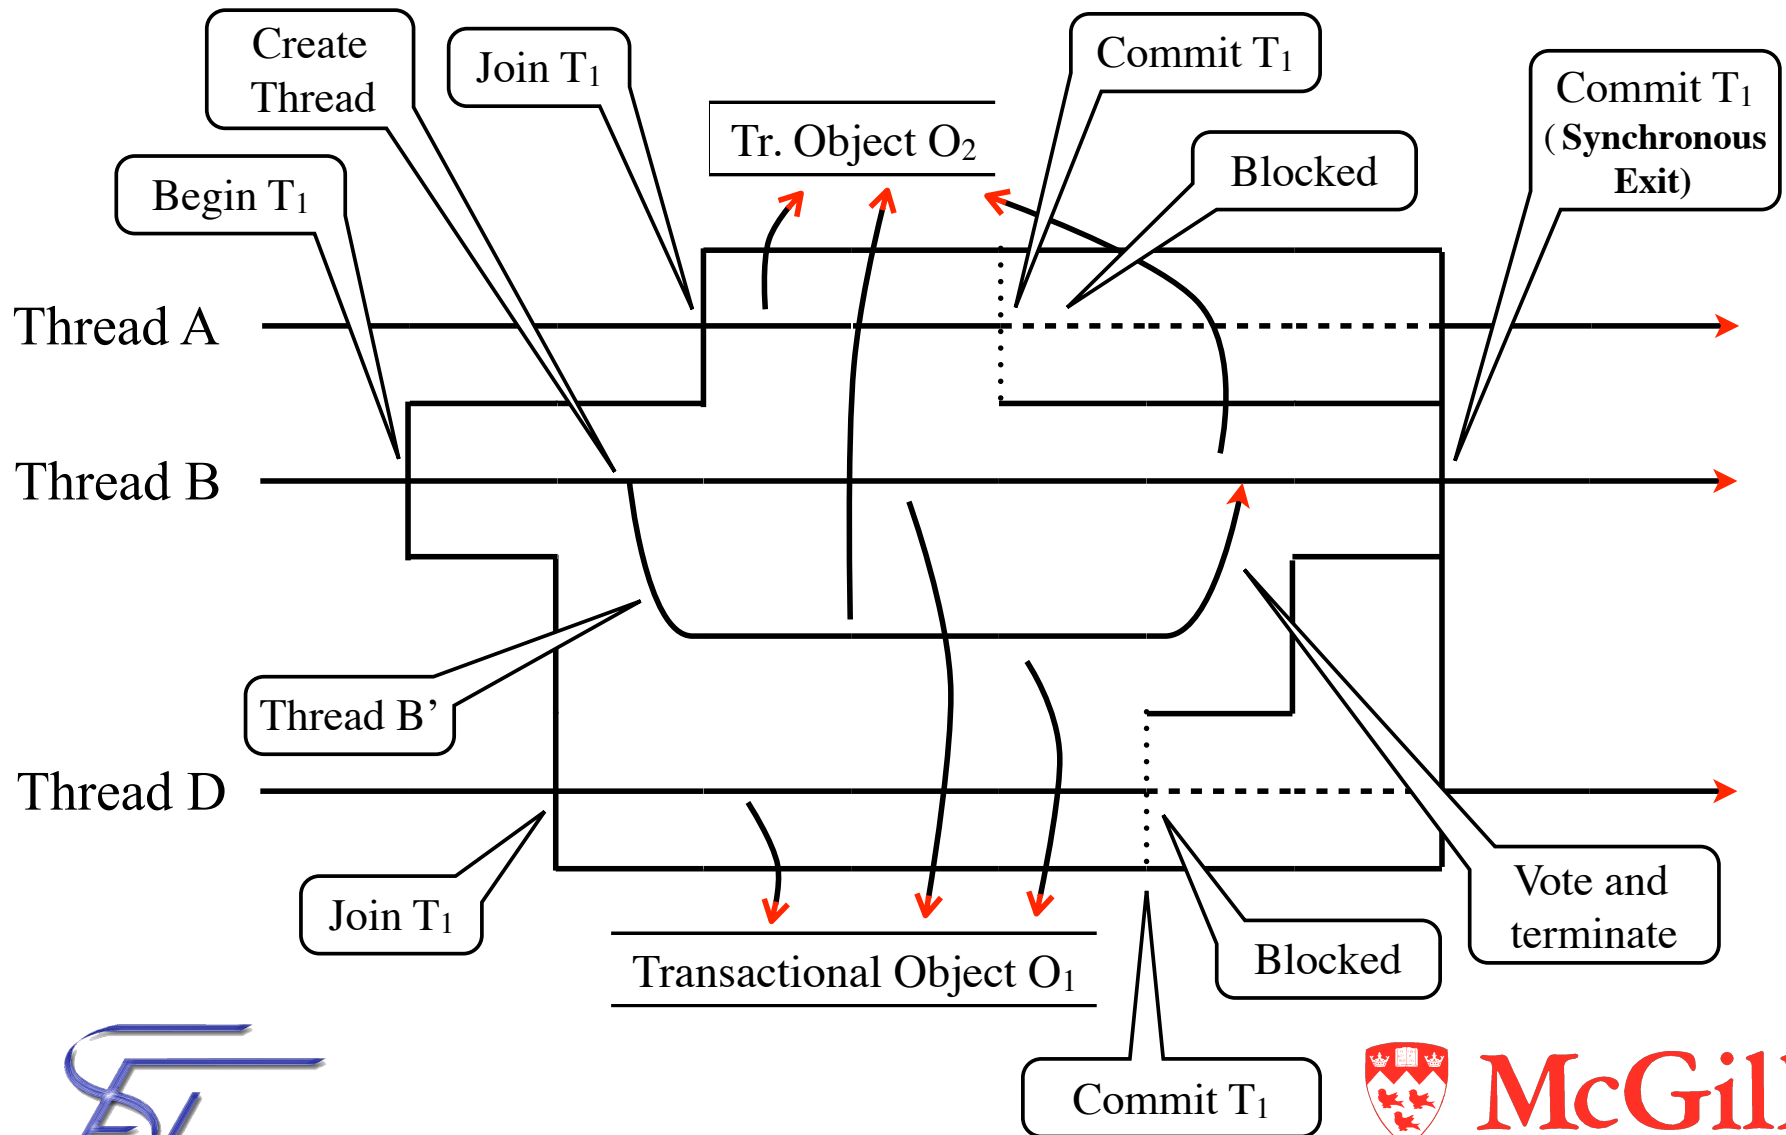 Create
Thread
Join T1
Commit T1
Commit T1
( Synchronous
Exit)
Tr. Object O2
Blocked
Begin T1
Thread A
Thread B
Thread B’
Thread D
Join T1
Vote and
terminate
Blocked
Transactional Object O1
Commit T1
McGill